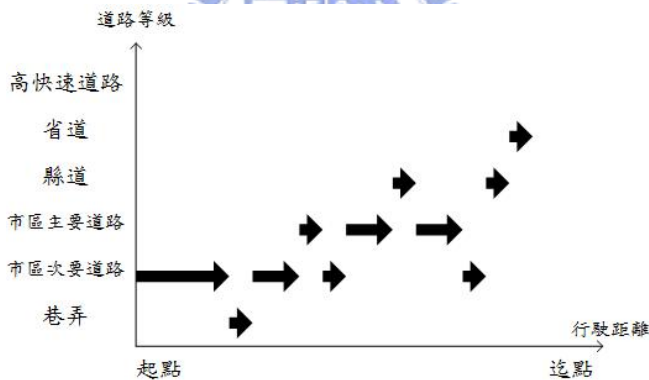 道路等級
高快速道路
省道
縣道
市區主要道路
市區次要道路
巷弄
行駛距離
起點
迄點